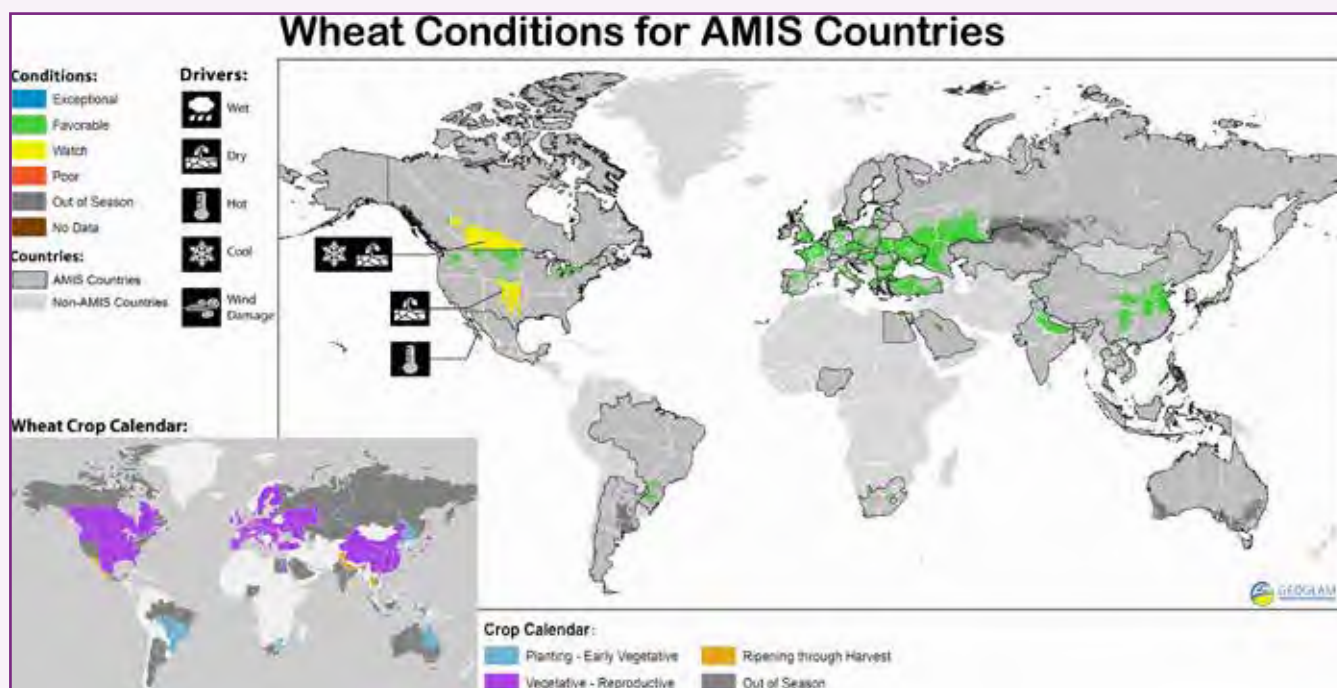 Wheat Conditions for AMIS Countries
Conditions:
Exceptional
Favorable
Watch
Poor
Out of Season
No Data
Countries:
AMIS Countries
Non-AMIS Countries
Drivers:
Wet
Dry
Hot
Cool
Wind
Damage
Wheat Crop Calendar:
GEOGLAM
Crop Calendar:
Planting - Early Vegetative
Vegetative - Reproductive
Ripening through Harvest
Out of Season